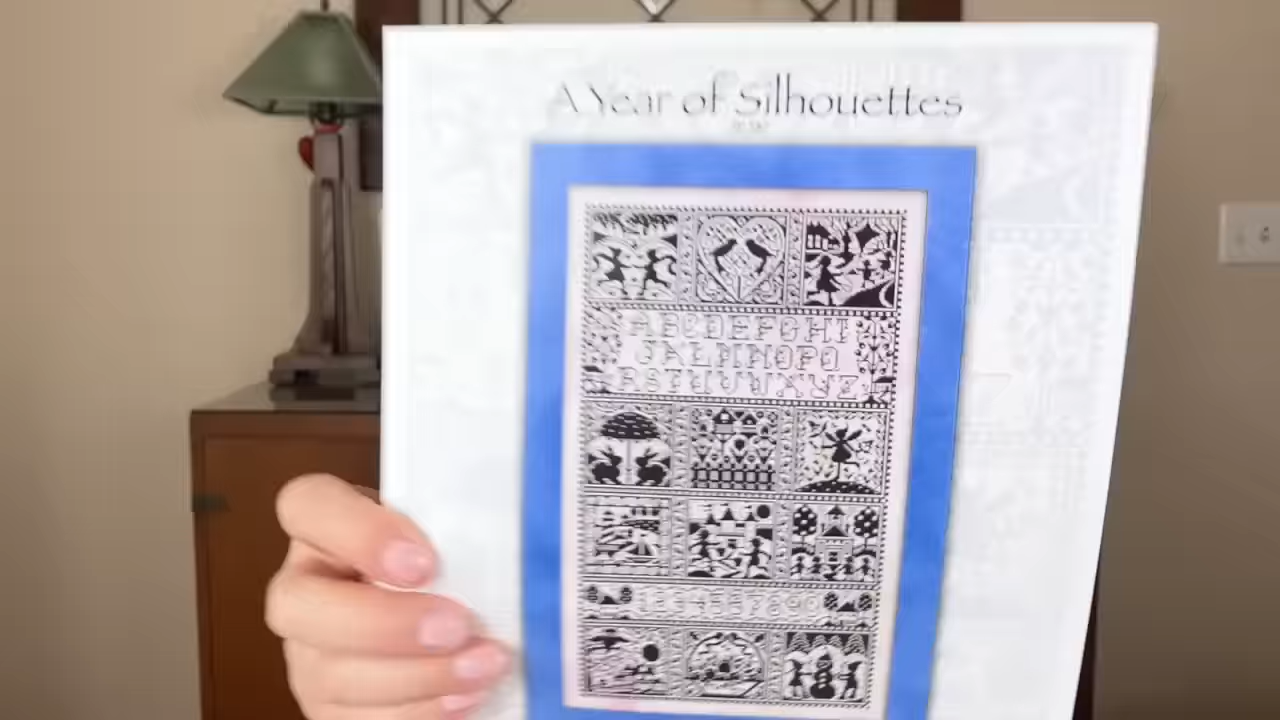 A Year of Silhouettes
ABCDEFGHI
JKLMNOPQ
RSTUVWXYZ
1234567890